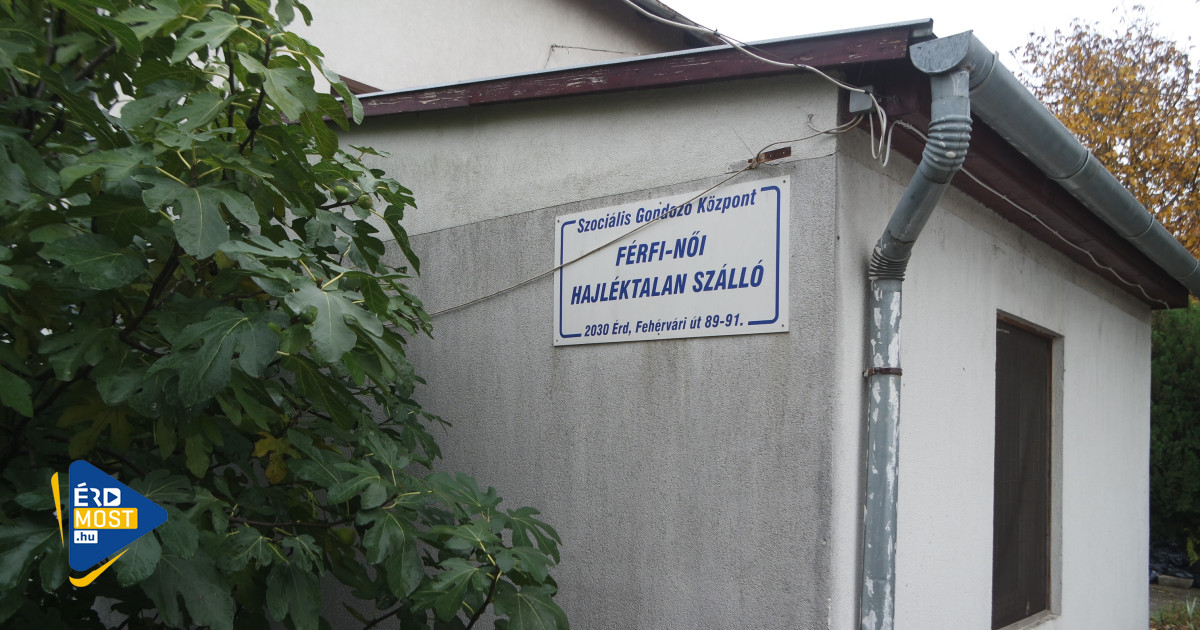 Szociális Gondozó Központ
FÉRFI-NŐI
HAJLÉKTALAN SZÁLLÓ
2030 Érd, Fehérvári út 89-91.
ÉRD
MOST
.hu